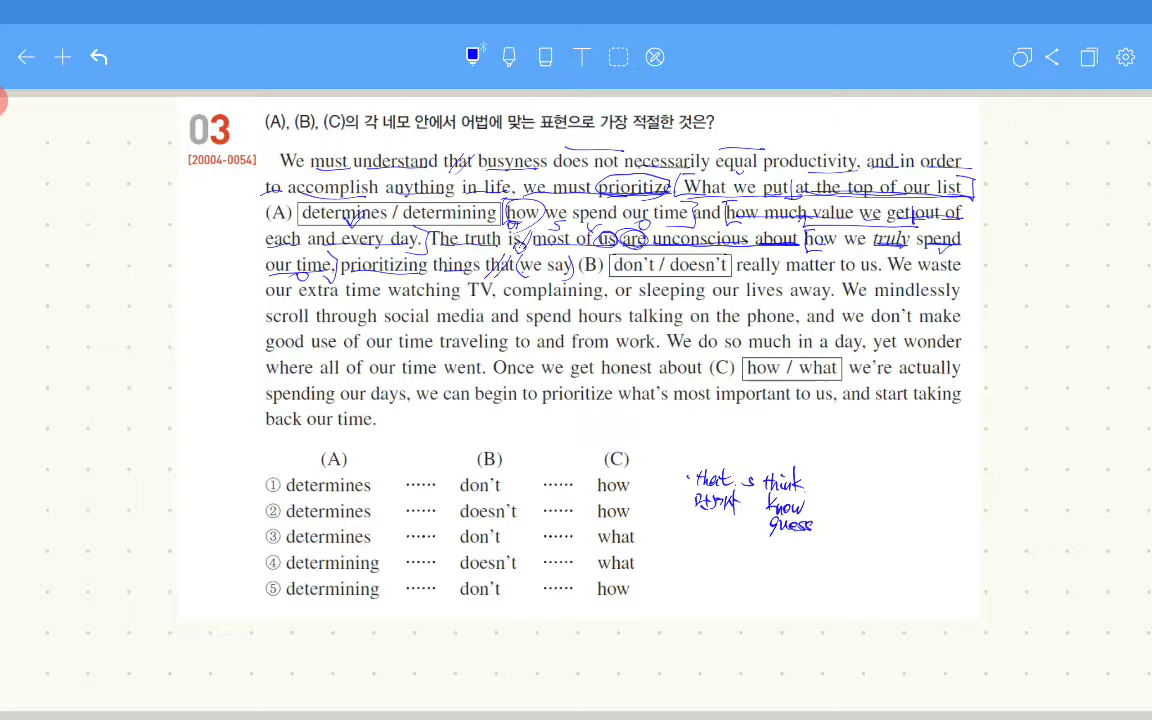 03
[20004-0054]
(A), (B), (C)의 각 네모 안에서 어법에 맞는 표현으로 가장 적절한 것은?
We must understand that busyness does not necessarily equal productivity, and in order
to accomplish anything in life, we must prioritize. What we put at the top of our list
(A) determines / determining how we spend our time and how much value we get out of
each and every day. The truth is, most of us are unconscious about how we truly spend
our time, prioritizing things that we say (B) don't / doesn't really matter to us. We waste
our extra time watching TV, complaining, or sleeping our lives away. We mindlessly
scroll through social media and spend hours talking on the phone, and we don't make
good use of our time traveling to and from work. We do so much in a day, yet wonder
where all of our time went. Once we get honest about (C) how / what we're actually
spending our days, we can begin to prioritize what's most important to us, and start taking
back our time.
(A) (B) (C)
① determines ······ don't ······ how
② determines ······ doesn't ······ how
③ determines ······ don't ······ what
④ determining ······ doesn't ······ what
⑤ determining ······ don't ······ how
that s think
know
guess